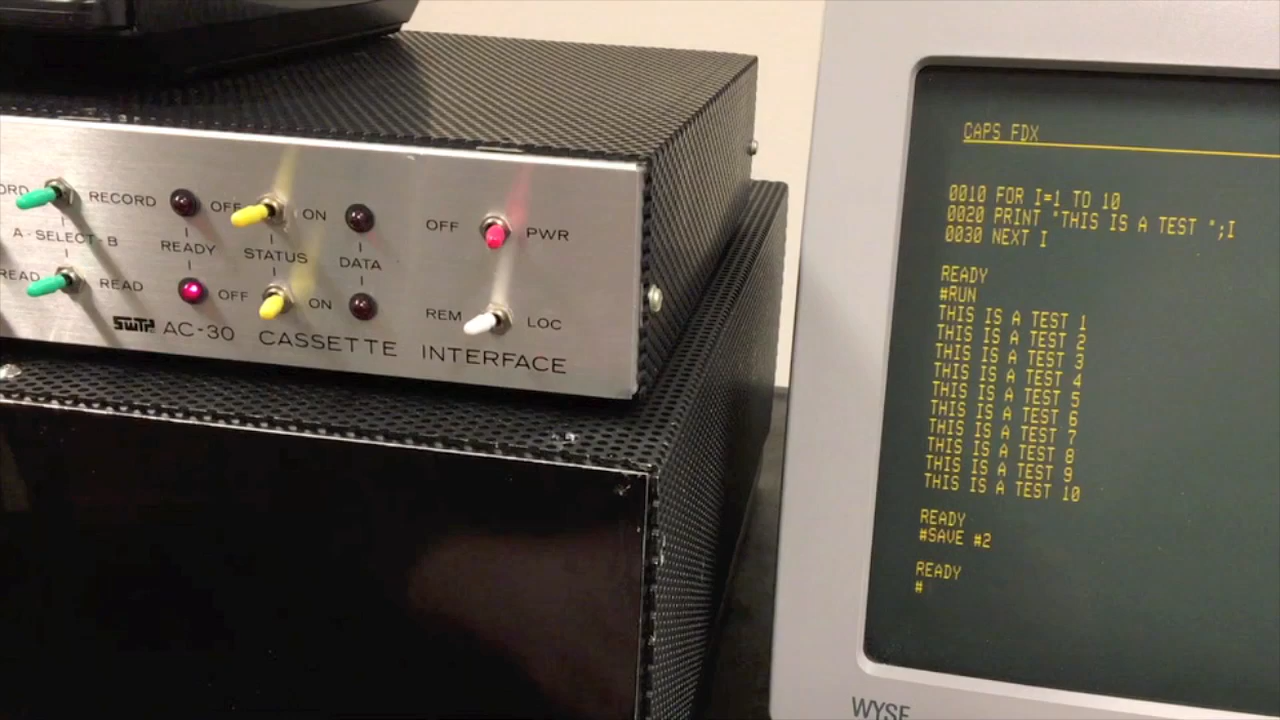 RECORD OFF ON
A-SELECT-B READY STATUS DATA
READ READ OFF ON
OFF PWR
REM LOC
SWTPC AC-30 CASSETTE INTERFACE
CAPS FDX
0010 FOR I=1 TO 10
0020 PRINT "THIS IS A TEST ";I
0030 NEXT I
READY
#RUN
THIS IS A TEST 1
THIS IS A TEST 2
THIS IS A TEST 3
THIS IS A TEST 4
THIS IS A TEST 5
THIS IS A TEST 6
THIS IS A TEST 7
THIS IS A TEST 8
THIS IS A TEST 9
THIS IS A TEST 10
READY
#SAVE #2
READY
#
WYSE